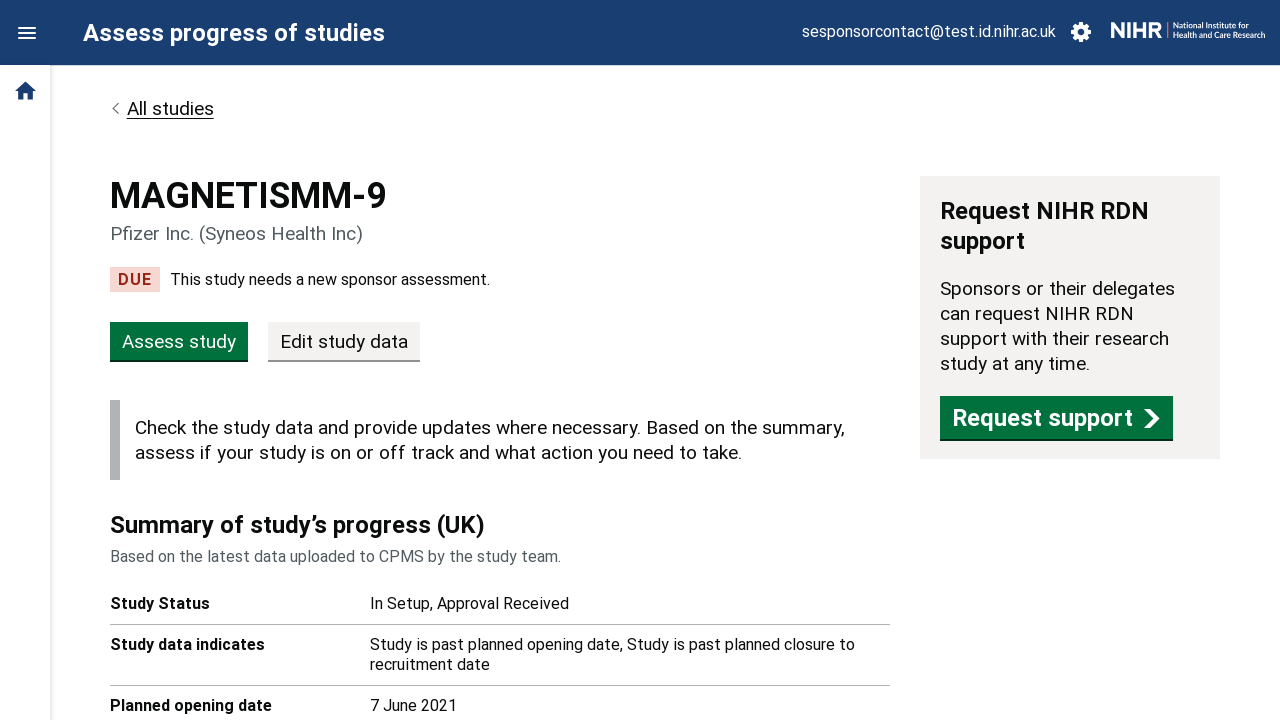 Assess progress of studies
sesponsorcontact@test.id.nihr.ac.uk
NIHR
National Institute for
Health and Care Research
All studies
MAGNETISMM-9
Pfizer Inc. (Syneos Health Inc)
DUE This study needs a new sponsor assessment.
Assess study
Edit study data
Check the study data and provide updates where necessary. Based on the summary,
assess if your study is on or off track and what action you need to take.
Summary of study’s progress (UK)
Based on the latest data uploaded to CPMS by the study team.
Study Status In Setup, Approval Received
Study data indicates Study is past planned opening date, Study is past planned closure to
recruitment date
Planned opening date 7 June 2021
Request NIHR RDN
support
Sponsors or their delegates
can request NIHR RDN
support with their research
study at any time.
Request support